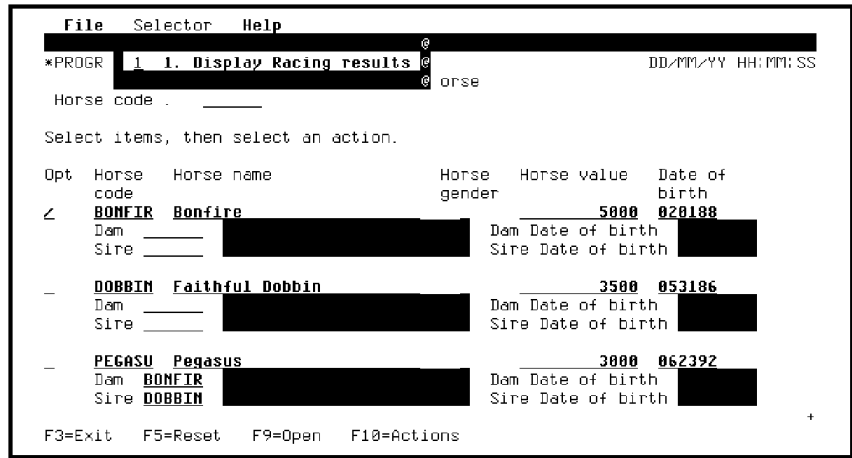 File Selector Help
@
*PROGR 1 1. Display Racing results @ DD/MM/YY HH:MM:SS
@ orse
Horse code .
Select items, then select an action.
Opt Horse Horse name Horse Horse value Date of
code gender birth
/ BONFIR Bonfire 5000 020188
Dam Dam Date of birth
Sire Sire Date of birth
DOBBIN Faithful Dobbin 3500 053186
Dam Dam Date of birth
Sire Sire Date of birth
PEGASU Pegasus 3000 062392
Dam BONFIR Dam Date of birth
Sire DOBBIN Sire Date of birth
+
F3=Exit F5=Reset F9=Open F10=Actions